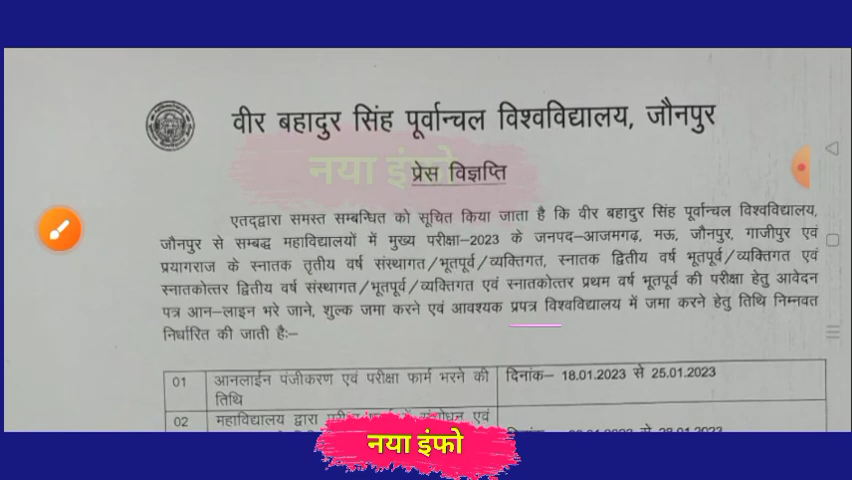 वीर बहादुर सिंह पूर्वान्चल विश्वविद्यालय, जौनपुर
नया इंफो
प्रेस विज्ञप्ति
एतद्द्वारा समस्त सम्बन्धित को सूचित किया जाता है कि वीर बहादुर सिंह पूर्वान्चल विश्वविद्यालय,
जौनपुर से सम्बद्ध महाविद्यालयों में मुख्य परीक्षा–2023 के जनपद–आजमगढ़, मऊ, जौनपुर, गाजीपुर एवं
प्रयागराज के स्नातक तृतीय वर्ष संस्थागत/भूतपूर्व/व्यक्तिगत, स्नातक द्वितीय वर्ष भूतपूर्व/व्यक्तिगत एवं
स्नातकोत्तर द्वितीय वर्ष संस्थागत/भूतपूर्व/व्यक्तिगत एवं स्नातकोत्तर प्रथम वर्ष भूतपूर्व की परीक्षा हेतु आवेदन
पत्र आन–लाइन भरे जाने, शुल्क जमा करने एवं आवश्यक प्रपत्र विश्वविद्यालय में जमा करने हेतु तिथि निम्नवत
निर्धारित की जाती हैः–
01 आनलाईन पंजीकरण एवं परीक्षा फार्म भरने की दिनांक– 18.01.2023 से 25.01.2023
तिथि
02 महाविद्यालय द्वारा एवं
नया इंफो